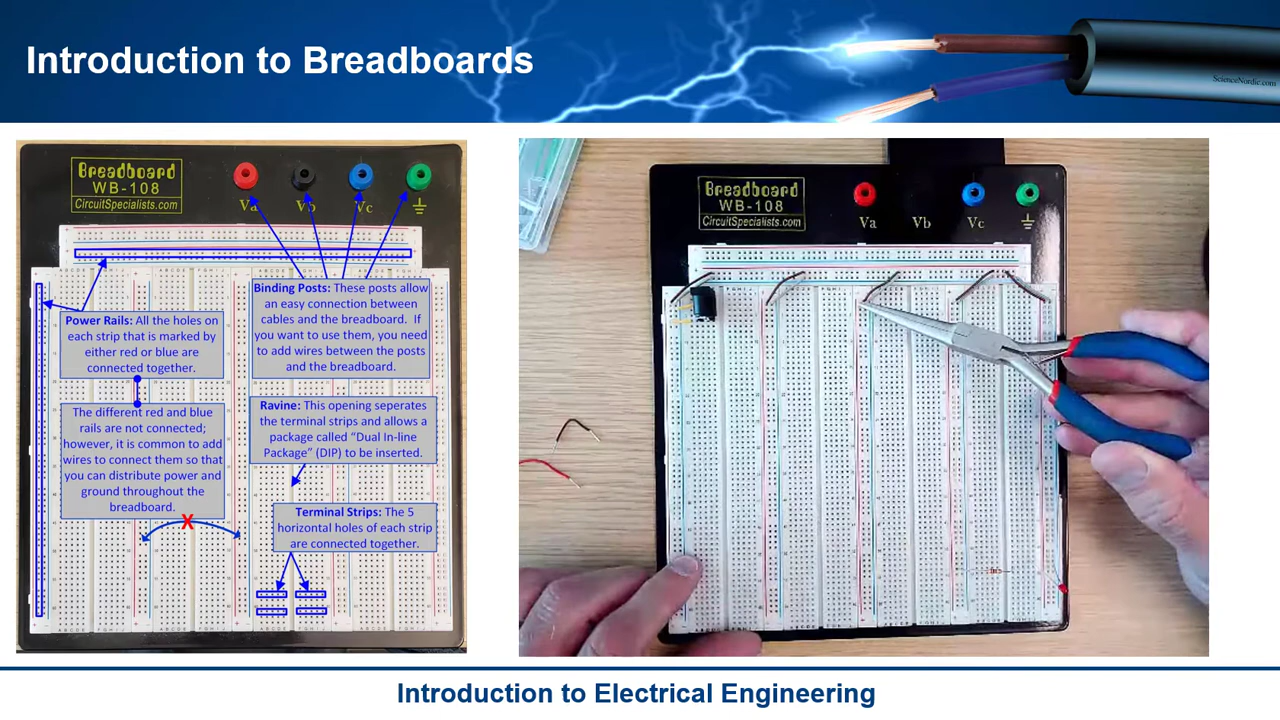 Introduction to Breadboards
ScienceNordic.com
Breadboard
WB-108
CircuitSpecialists.com
Va
Vb
Vc
Power Rails: All the holes on
each strip that is marked by
either red or blue are
connected together.
The different red and blue
rails are not connected;
however, it is common to add
wires to connect them so that
you can distribute power and
ground throughout the
breadboard.
X
Binding Posts: These posts allow
an easy connection between
cables and the breadboard. If
you want to use them, you need
to add wires between the posts
and the breadboard.
Ravine: This opening seperates
the terminal strips and allows a
package called “Dual In-line
Package” (DIP) to be inserted.
Terminal Strips: The 5
horizontal holes of each strip
are connected together.
Breadboard
WB-108
CircuitSpecialists.com
Va
Vb
Vc
Introduction to Electrical Engineering